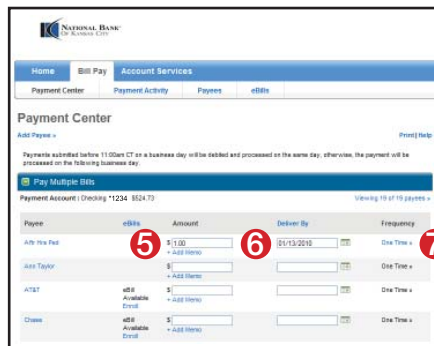 NATIONAL BANK
OF KANSAS CITY
Home Bill Pay Account Services
Payment Center Payment Activity Payees eBills
Payment Center
Add Payee » Print | Help
Payments submitted before 11:00am CT on a business day will be debited and processed on the same day, otherwise, the payment will be
processed on the following business day.
Pay Multiple Bills
Payment Account : Checking *1234 $524.73 Viewing 19 of 19 payees »
Payee eBills Amount Deliver By Frequency
$ 1.00 01/13/2010 One Time »
5 6 7
+ Add Memo
Ann Taylor $ One Time »
+ Add Memo
AT&T eBill $ One Time »
Available + Add Memo
Enroll
Chase eBill $ One Time »
Available + Add Memo
Enroll